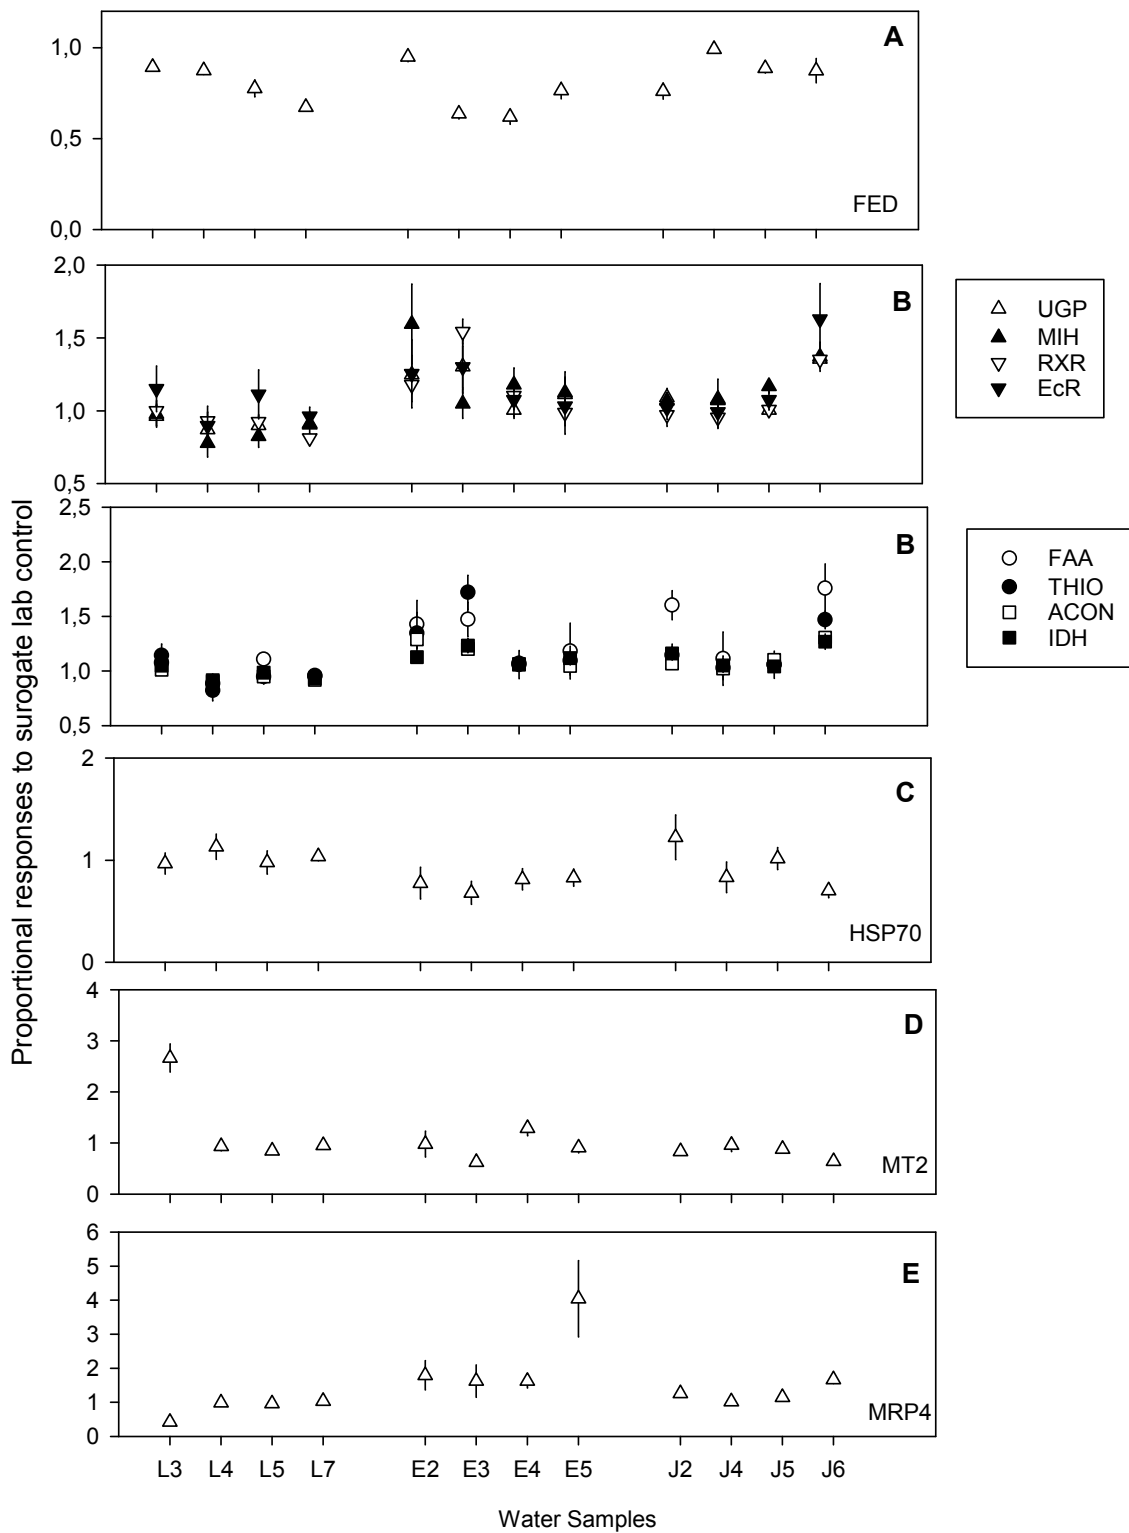 A
1,0
0,5
0,0
FED
B
2,0
1,5
1,0
0,5
UGP
MIH
RXR
EcR
B
2,5
2,0
1,5
1,0
0,5
FAA
THIO
ACON
IDH
C
2
1
0
HSP70
D
4
3
2
1
0
MT2
E
6
5
4
3
2
1
0
MRP4
L3 L4 L5 L7 E2 E3 E4 E5 J2 J4 J5 J6
Water Samples
Proportional responses to surogate lab control